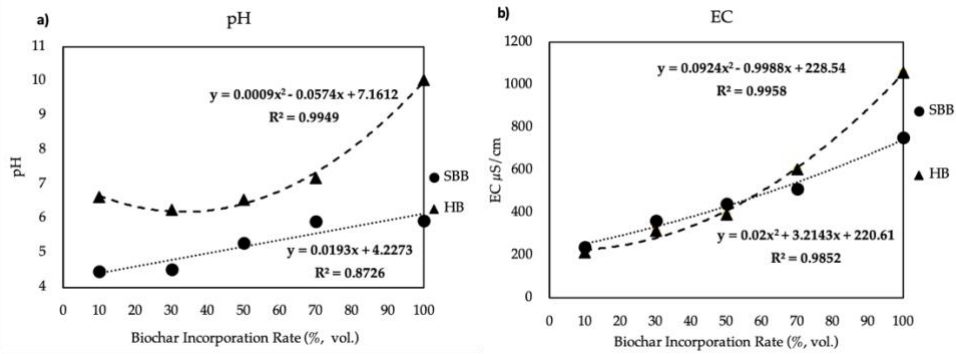 a)
pH
11
10
9
8
7
6
5
4
pH
y = 0.0009x² - 0.0574x + 7.1612
R² = 0.9949
y = 0.0193x + 4.2273
R² = 0.8726
SBB
HB
0 10 20 30 40 50 60 70 80 90 100
Biochar Incorporation Rate (%, vol.)
b)
EC
1200
1000
800
600
400
200
0
EC µS/cm
y = 0.0924x² - 0.9988x + 228.54
R² = 0.9958
y = 0.02x² + 3.2143x + 220.61
R² = 0.9852
SBB
HB
0 10 20 30 40 50 60 70 80 90 100
Biochar Incorporation Rate (%, vol.)